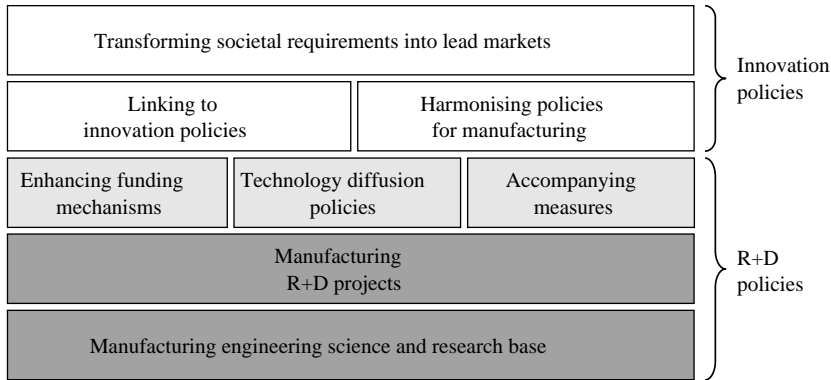 Transforming societal requirements into lead markets
Linking to
innovation policies
Harmonising policies
for manufacturing
Innovation
policies
Enhancing funding
mechanisms
Technology diffusion
policies
Accompanying
measures
Manufacturing
R+D projects
Manufacturing engineering science and research base
R+D
policies